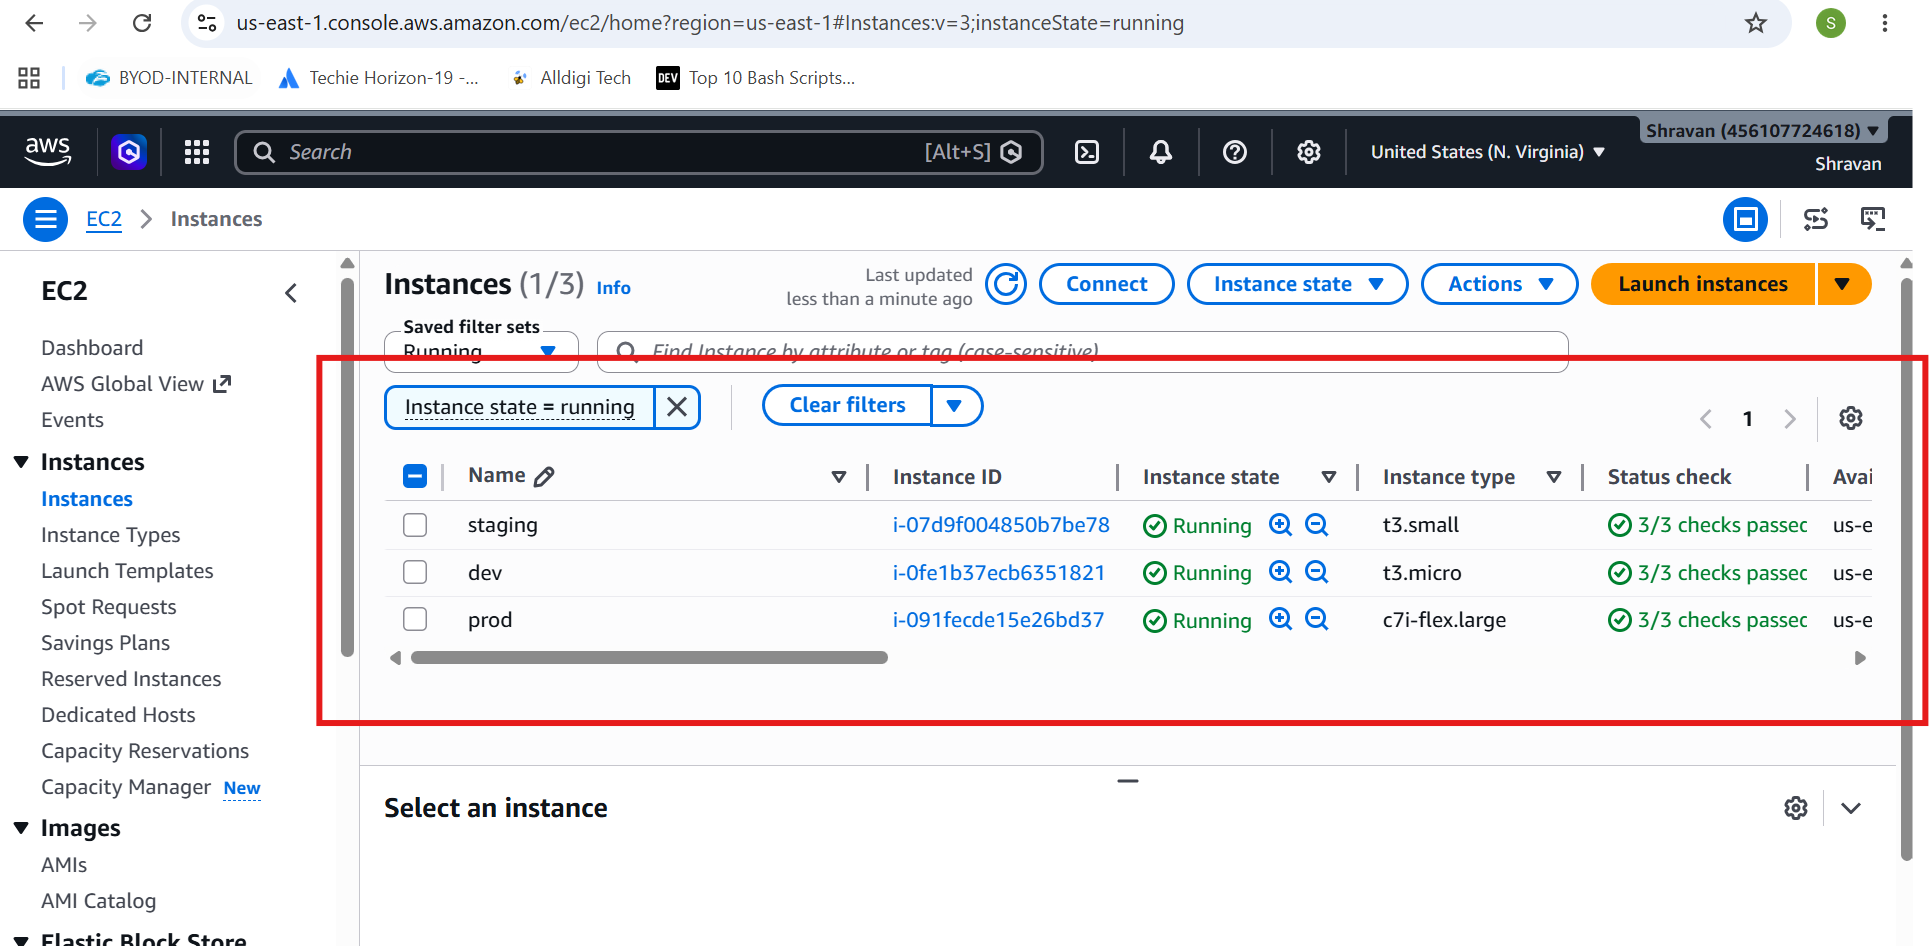 us-east-1.console.aws.amazon.com/ec2/home?region=us-east-1#Instances:v=3;instanceState=running
S
BYOD-INTERNAL
Techie Horizon-19 -...
Alldigi Tech
DEV
Top 10 Bash Scripts...
aws
Search
[Alt+S]
United States (N. Virginia)
Shravan (456107724618)
Shravan
EC2
Instances
EC2
Dashboard
AWS Global View
Events
Instances
Instances
Instance Types
Launch Templates
Spot Requests
Savings Plans
Reserved Instances
Dedicated Hosts
Capacity Reservations
Capacity Manager New
Images
AMIs
AMI Catalog
Elastic Block Store
Instances (1/3) Info
Last updated
less than a minute ago
Connect
Instance state
Actions
Launch instances
Saved filter sets
Running
Find Instance by attribute or tag (case-sensitive)
Instance state = running
Clear filters
1
Name Instance ID Instance state Instance type Status check Avai
staging i-07d9f004850b7be78 Running t3.small 3/3 checks passec us-e
dev i-0fe1b37ecb6351821 Running t3.micro 3/3 checks passec us-e
prod i-091fecde15e26bd37 Running c7i-flex.large 3/3 checks passec us-e
Select an instance